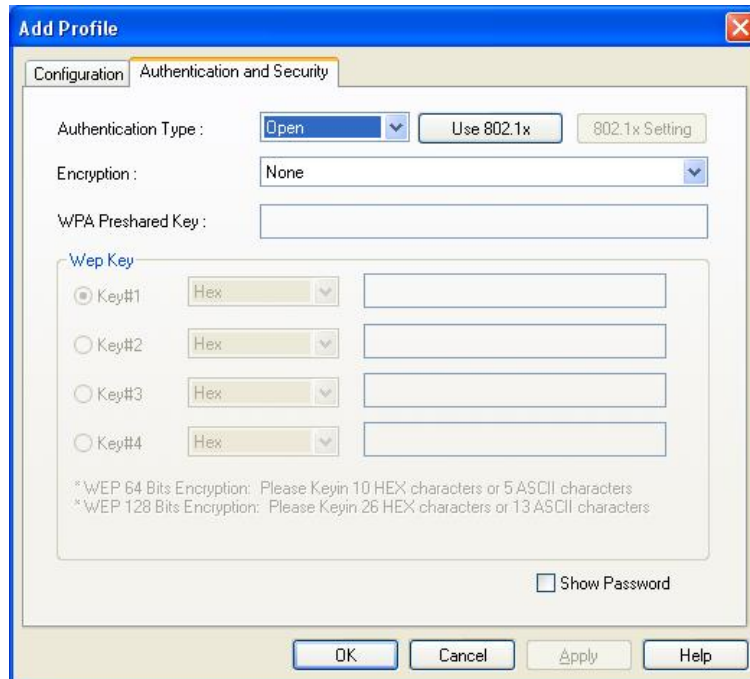 Add Profile
Configuration Authentication and Security
Authentication Type : Open Use 802.1x 802.1x Setting
Encryption : None
WPA Preshared Key :
Wep Key
Key#1 Hex
Key#2 Hex
Key#3 Hex
Key#4 Hex
* WEP 64 Bits Encryption: Please Keyin 10 HEX characters or 5 ASCII characters
* WEP 128 Bits Encryption: Please Keyin 26 HEX characters or 13 ASCII characters
Show Password
OK Cancel Apply Help